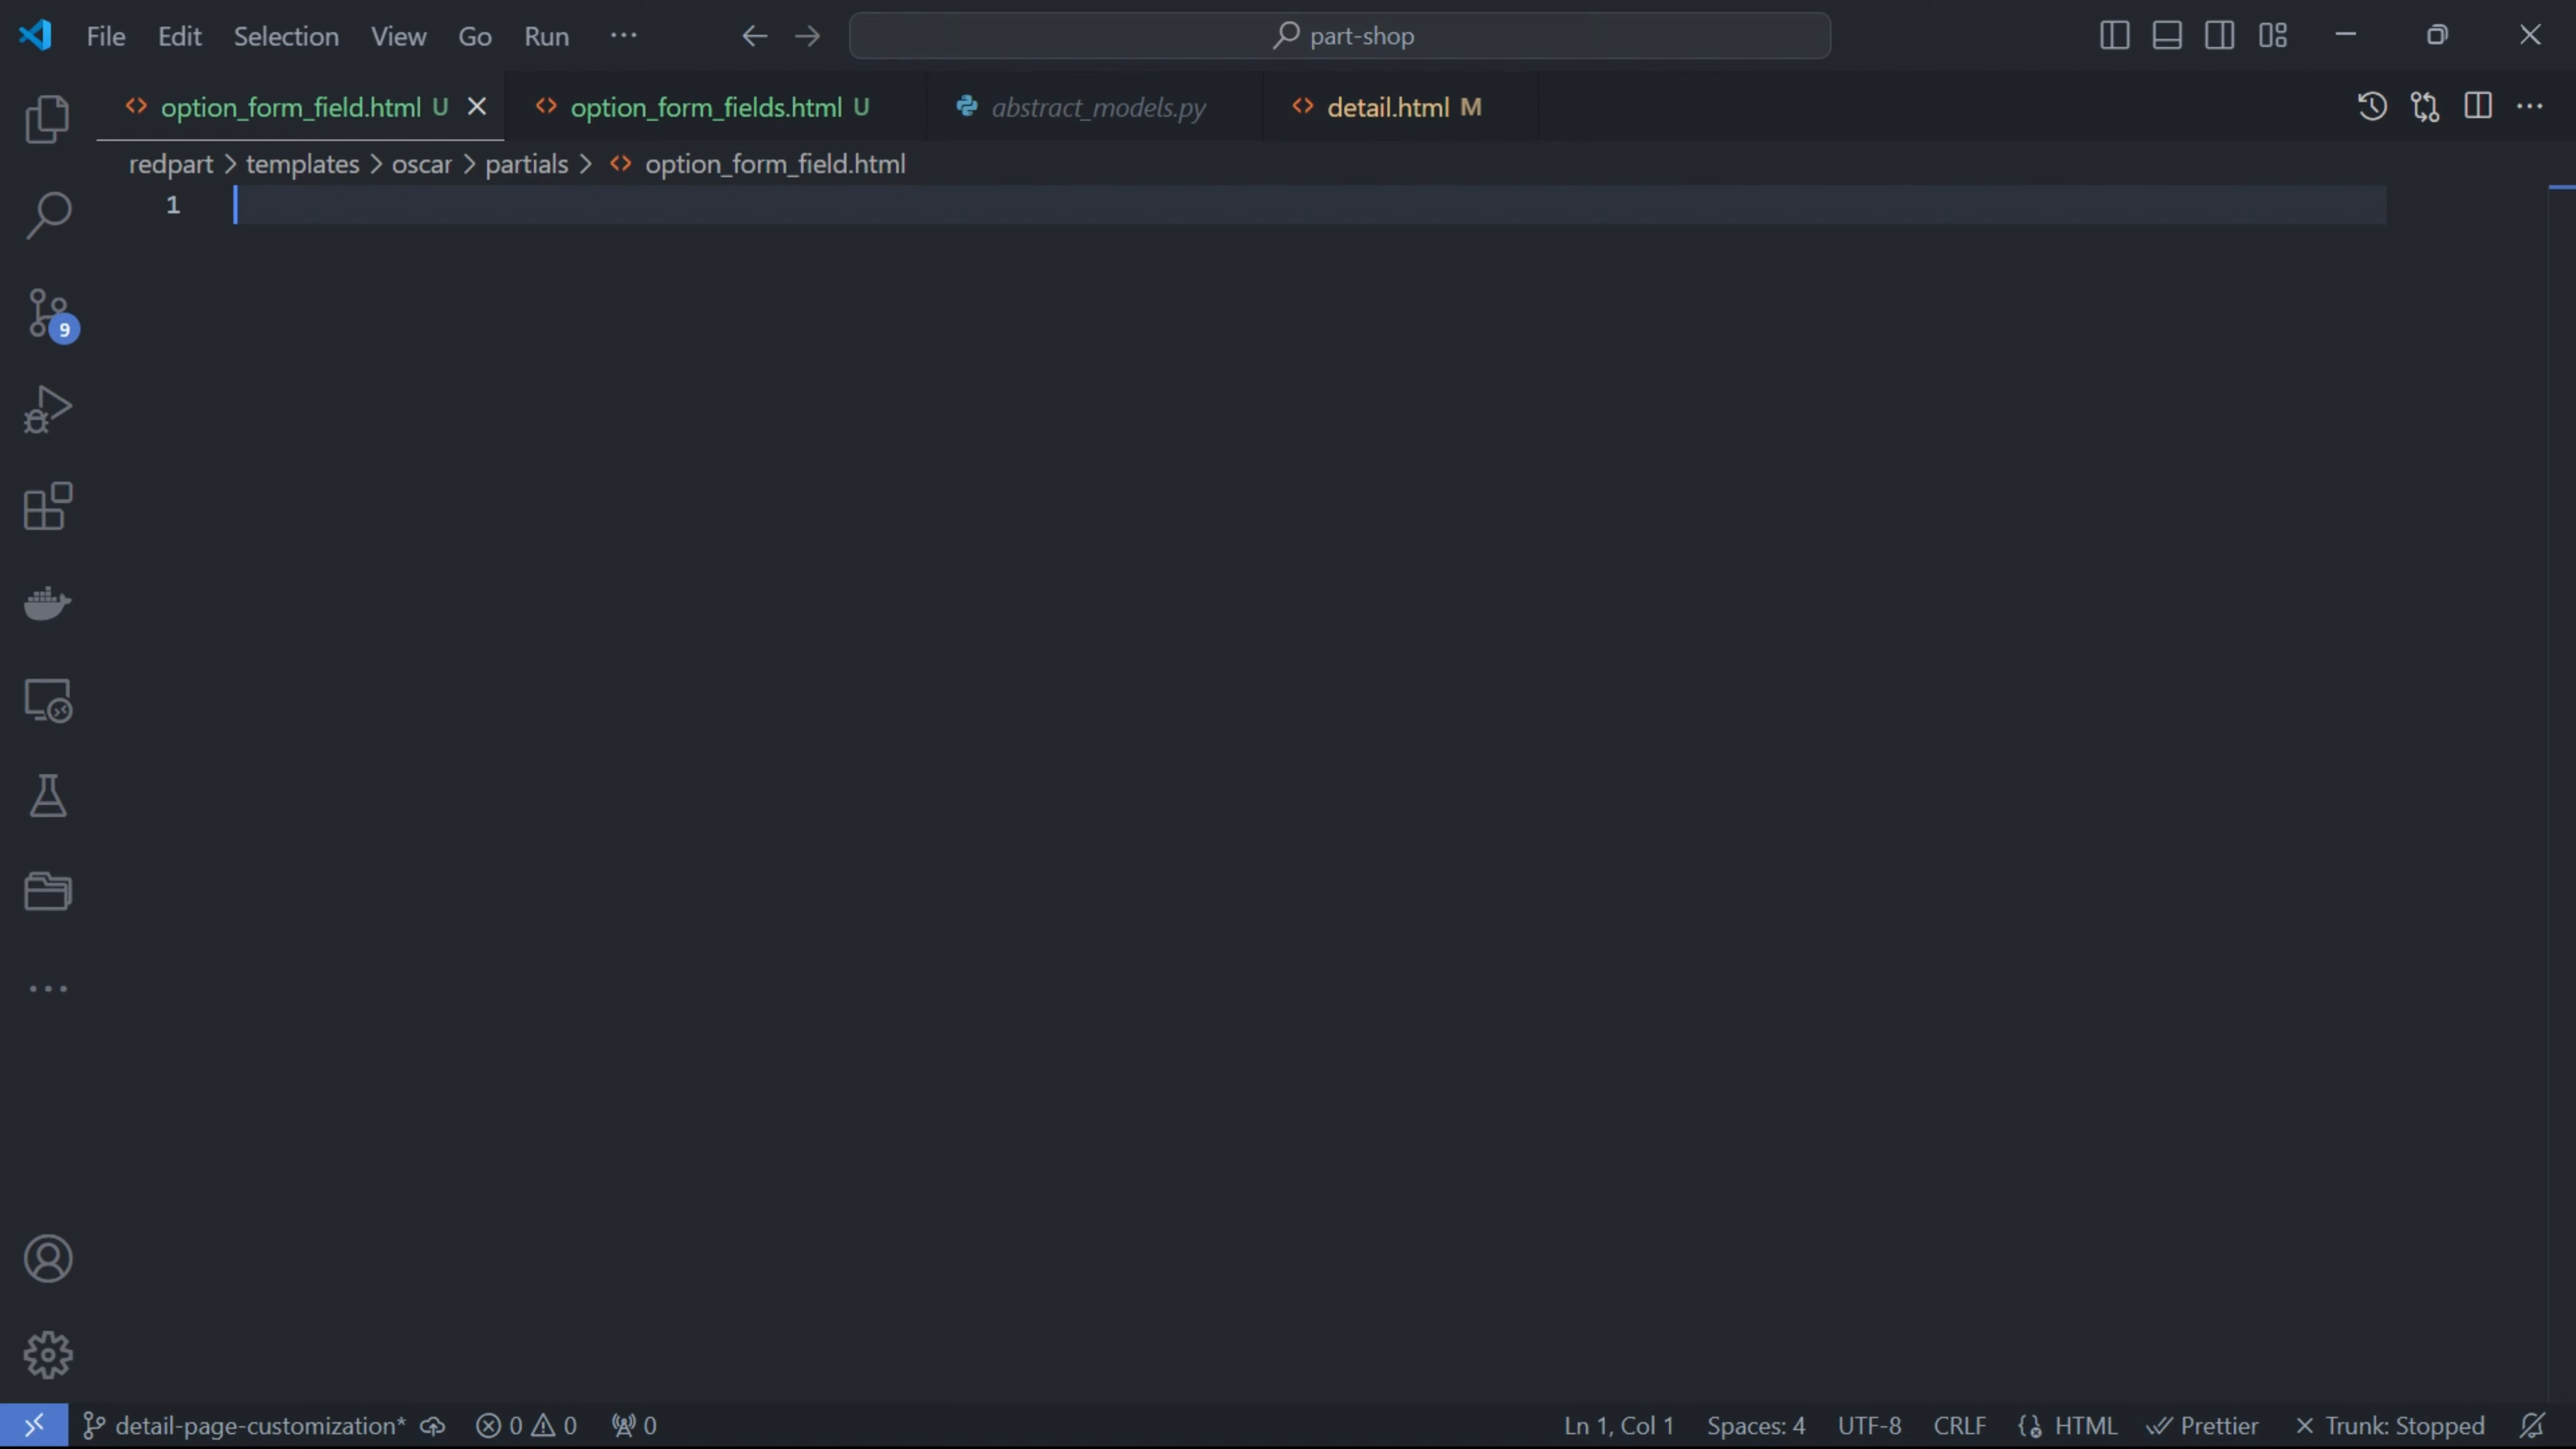 File Edit Selection View Go Run ··· part-shop
option_form_field.html U option_form_fields.html U abstract_models.py detail.html M
redpart > templates > oscar > partials > option_form_field.html
1
9
detail-page-customization* 0 0 0 Ln 1, Col 1 Spaces: 4 UTF-8 CRLF HTML Prettier Trunk: Stopped